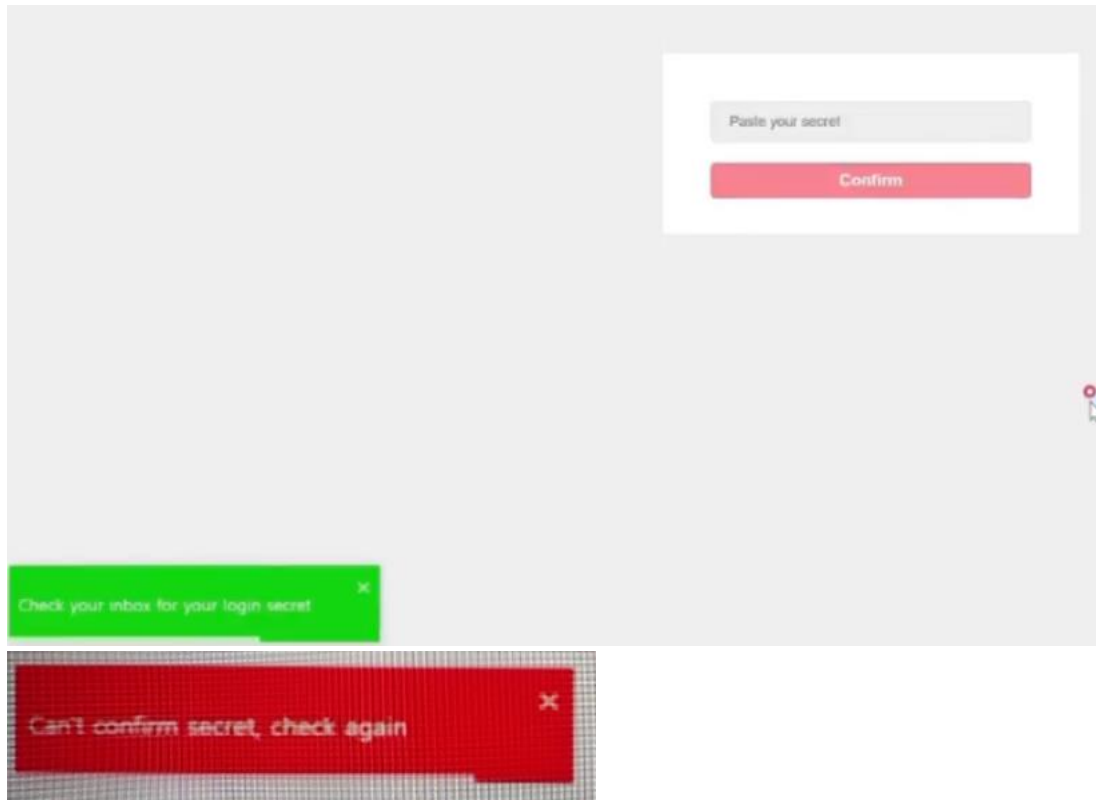 Paste your secret
Confirm
Check your inbox for your login secret
Can't confirm secret, check again